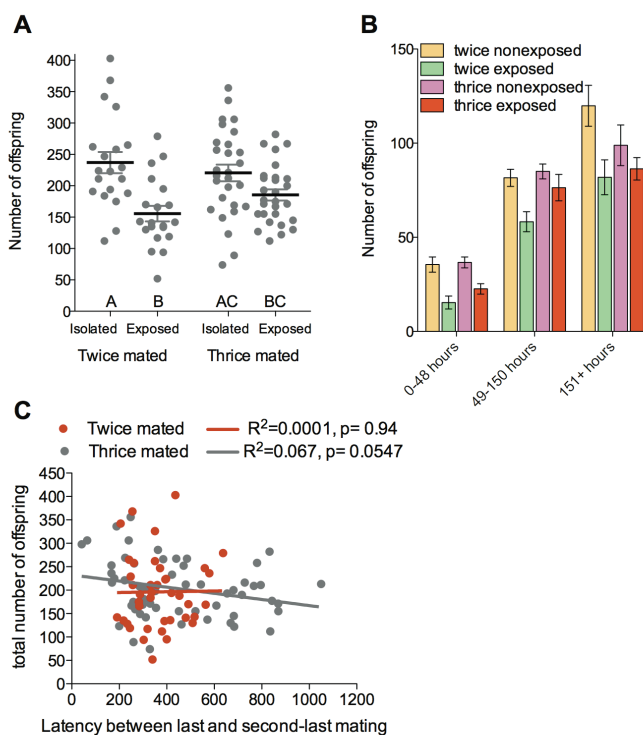 A
Number of offspring
400
350
300
250
200
150
100
50
0
A B AC BC
Isolated Exposed Isolated Exposed
Twice mated Thrice mated
B
Number of offspring
150
100
50
0
twice nonexposed
twice exposed
thrice nonexposed
thrice exposed
0-48 hours
49-150 hours
151+ hours
C
Twice mated R²=0.0001, p= 0.94
Thrice mated R²=0.067, p= 0.0547
total number of offspring
450
400
350
300
250
200
150
100
50
0
0 200 400 600 800 1000 1200
Latency between last and second-last mating